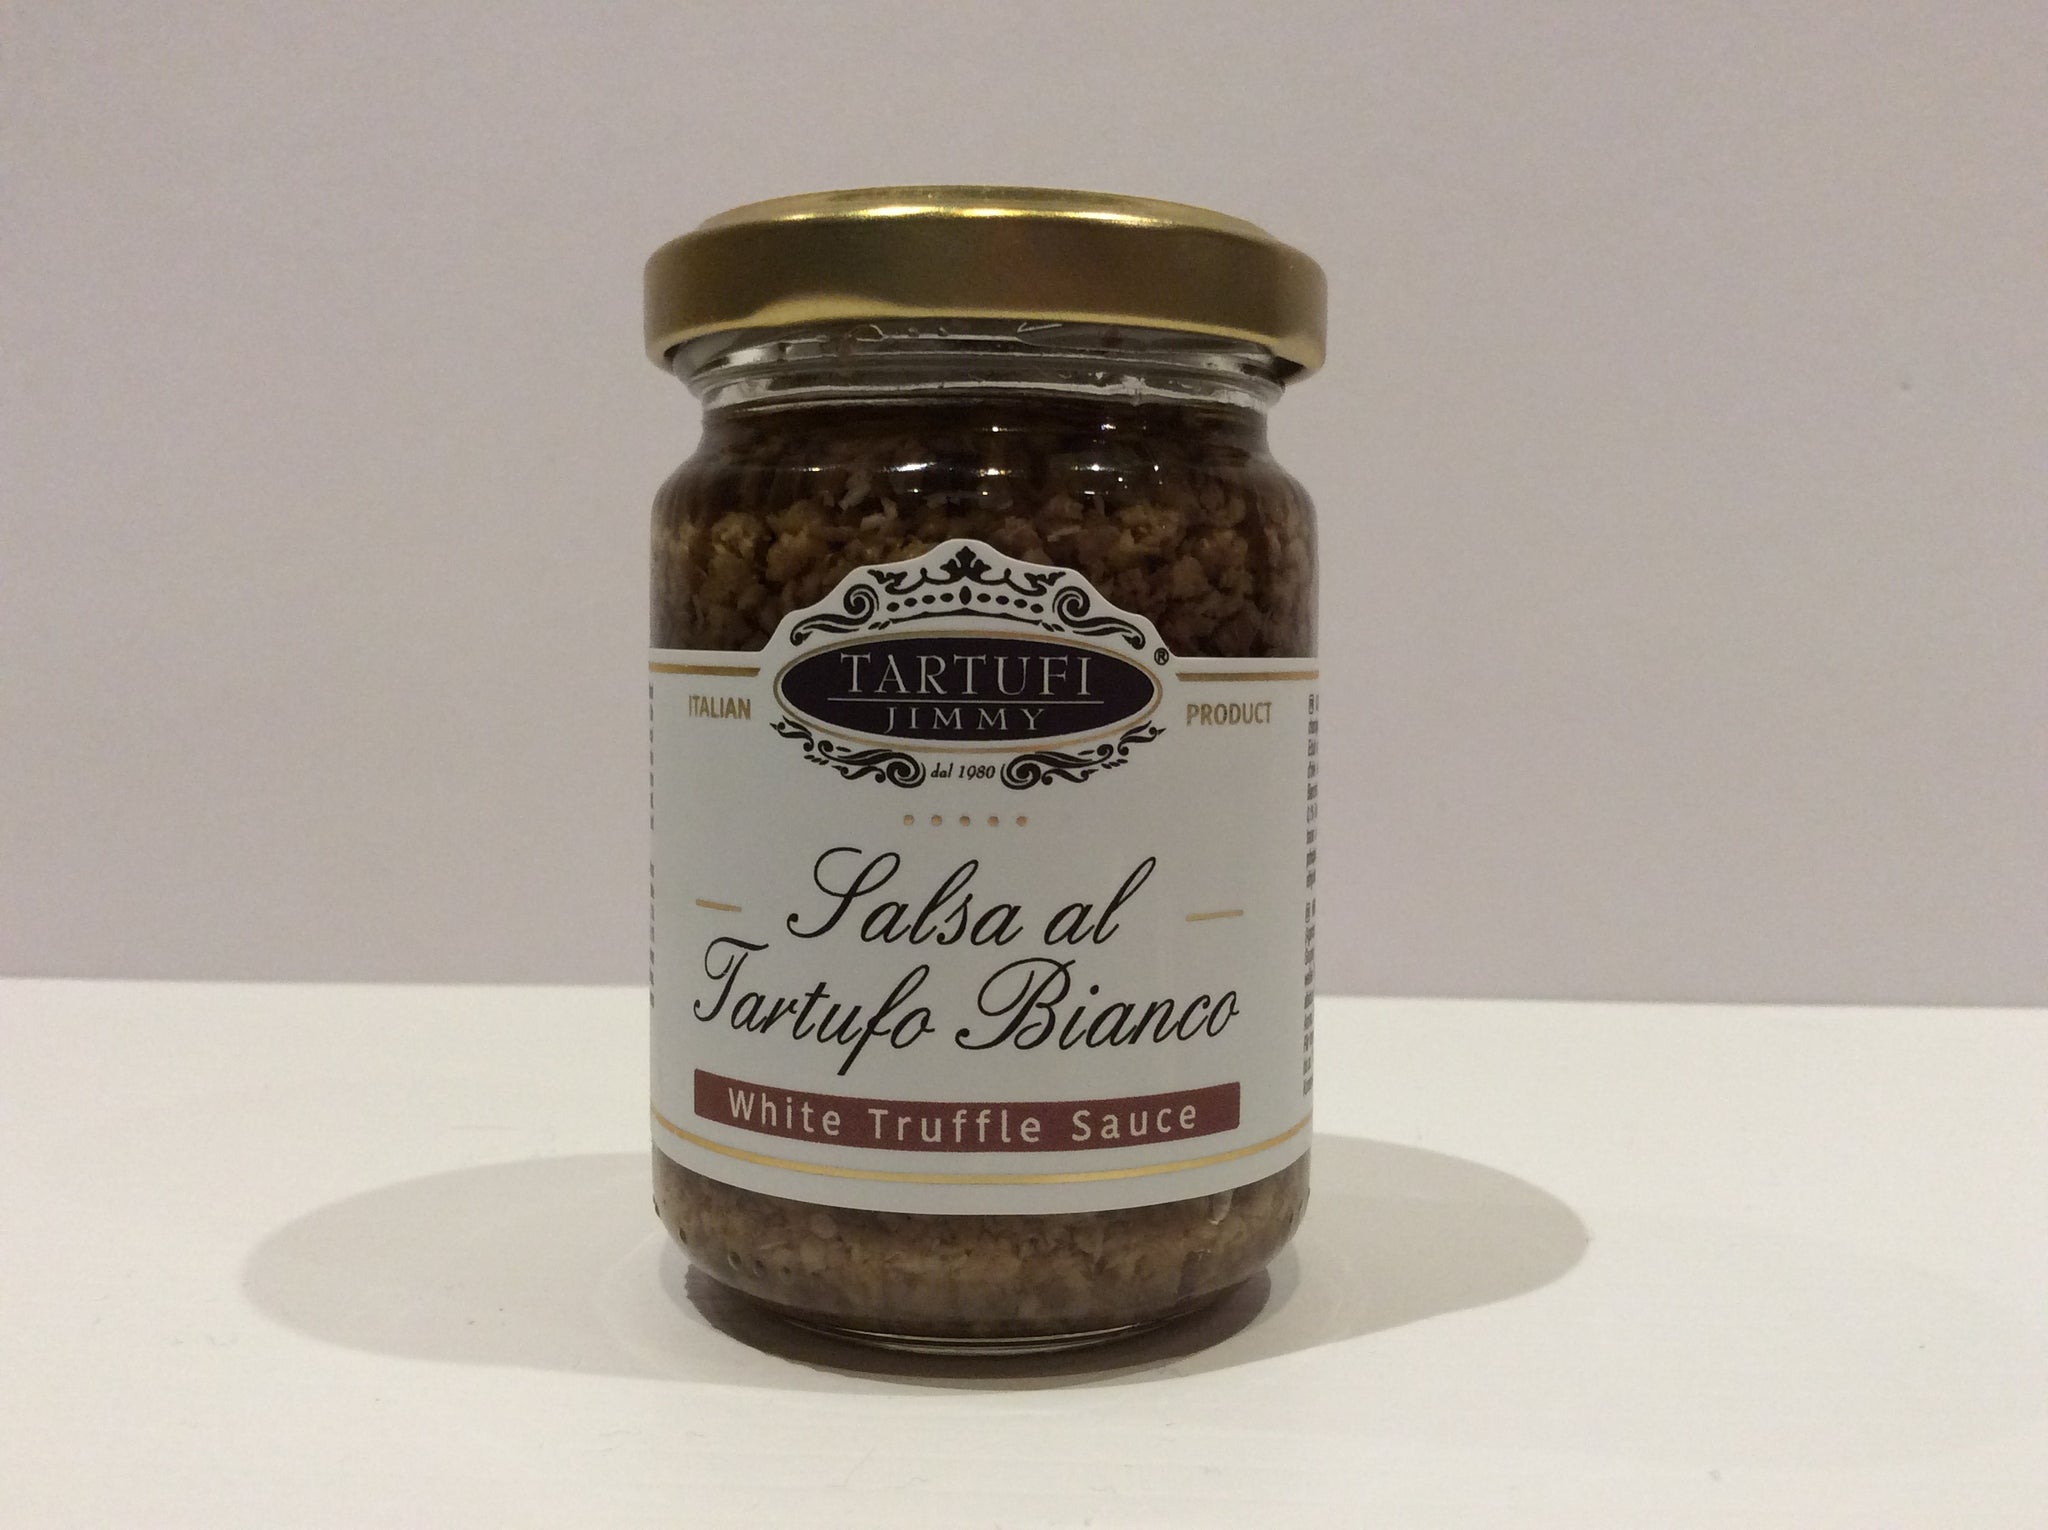 TARTUFI
®
JIMMY
ITALIAN
PRODUCT
dal 1980
Salsa al
Tartufo Bianco
White Truffle Sauce